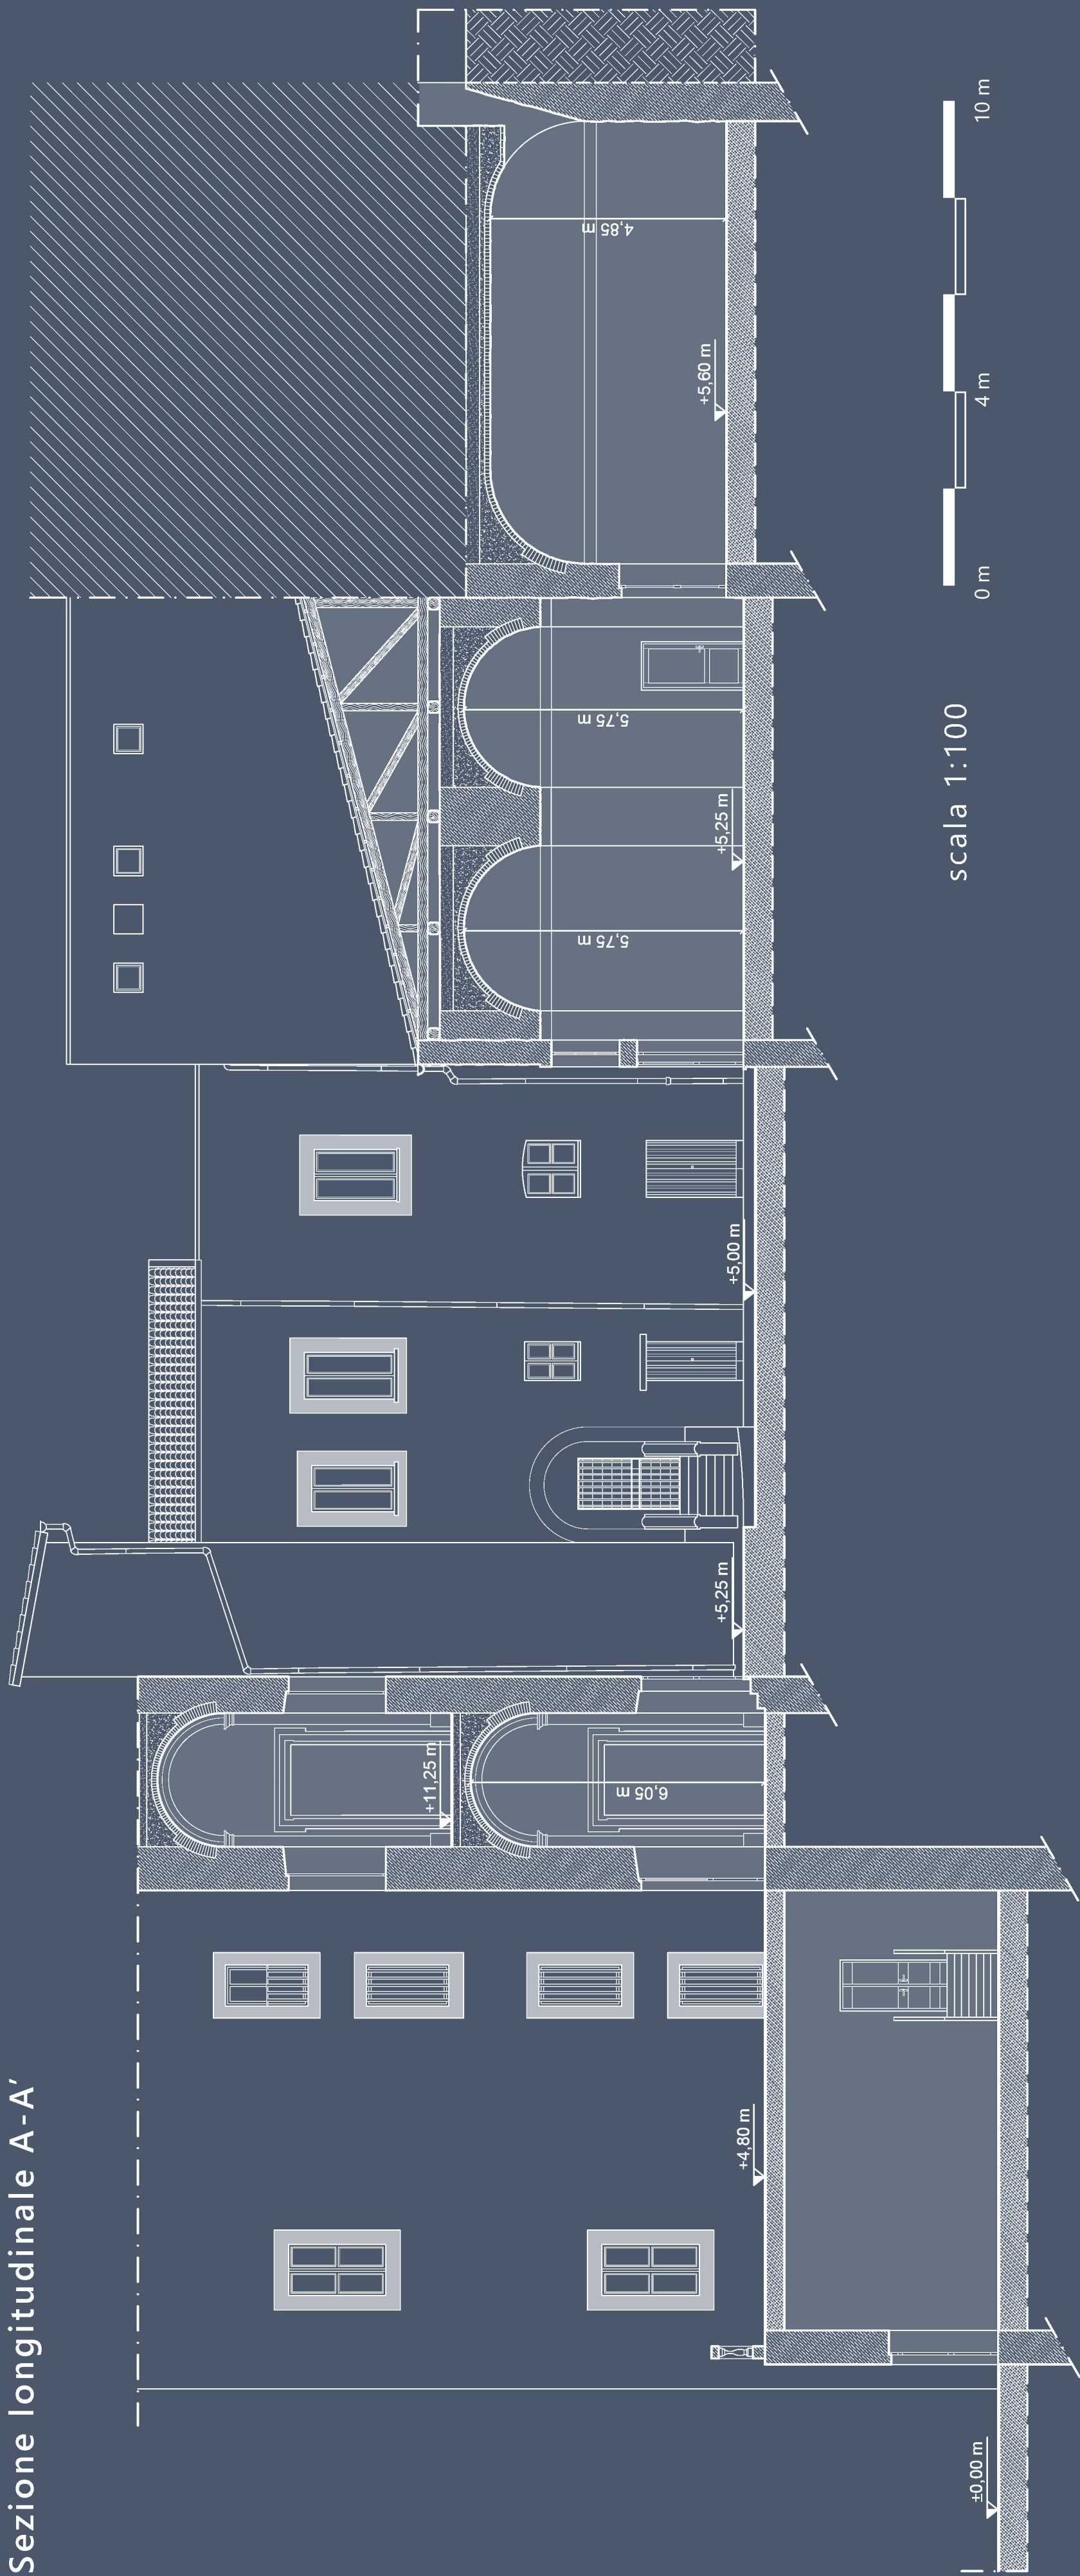 Sezione longitudinale A-A′
±0,00 m
+4,80 m
+11,25 m
6,05 m
+5,25 m
+5,00 m
5,75 m
+5,25 m
5,75 m
+5,60 m
4,85 m
scala 1:100
0 m
4 m
10 m